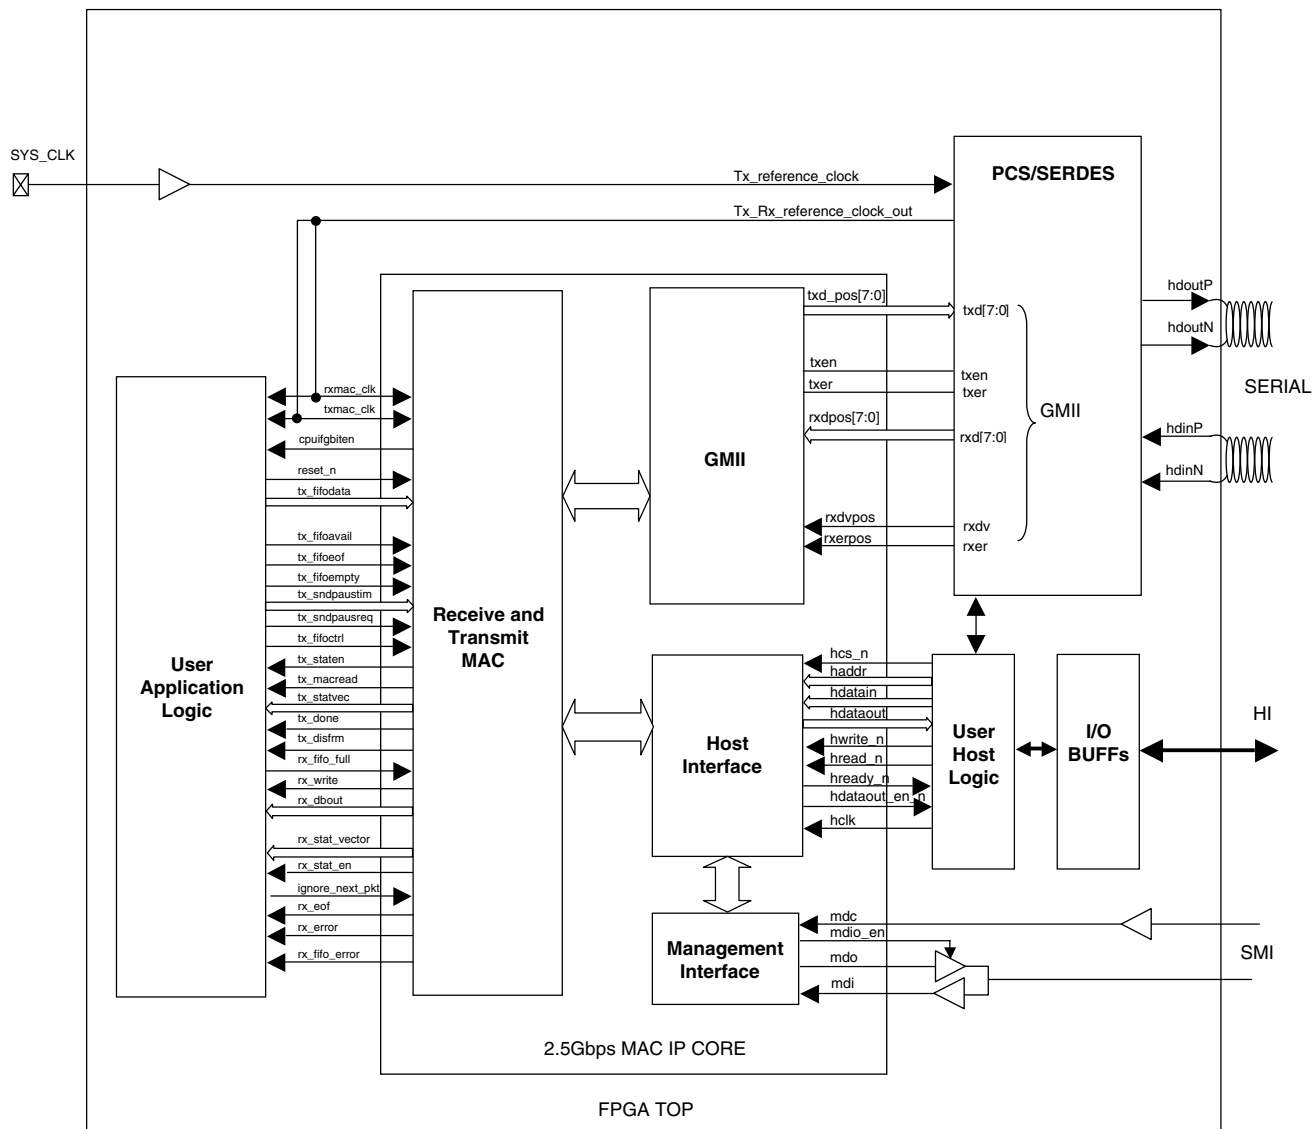 SYS_CLK
Tx_reference_clock
Tx_Rx_reference_clock_out
PCS/SERDES
txd[7:0]
txen
txer
rxd[7:0]
rxdv
rxer
GMII
hdoutP
hdoutN
SERIAL
hdinP
hdinN
txd_pos[7:0]
txen
txer
rxdpos[7:0]
rxdvpos
rxerpos
GMII
rxmac_clk
txmac_clk
cpuifgbiten
reset_n
tx_fifodata
tx_fifoavail
tx_fifoeof
tx_fifoempty
tx_sndpaustim
tx_sndpausreq
tx_fifoctrl
tx_staten
tx_macread
tx_statvec
tx_done
tx_disfrm
rx_fifo_full
rx_write
rx_dbout
rx_stat_vector
rx_stat_en
ignore_next_pkt
rx_eof
rx_error
rx_fifo_error
User
Application
Logic
Receive and
Transmit
MAC
Host
Interface
hcs_n
haddr
hdatain
hdataout
hwrite_n
hread_n
hready_n
hdataout_en_n
hclk
User
Host
Logic
I/O
BUFFs
HI
Management
Interface
mdc
mdio_en
mdo
mdi
SMI
2.5Gbps MAC IP CORE
FPGA TOP